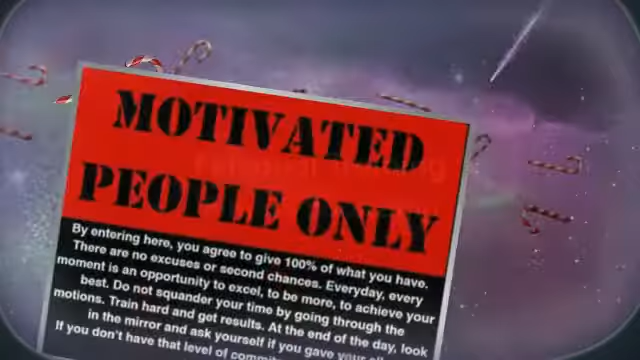 MOTIVATED
PEOPLE ONLY
By entering here, you agree to give 100% of what you have.
There are no excuses or second chances. Everyday, every
moment is an opportunity to excel, to be more, to achieve your
best. Do not squander your time by going through the
motions. Train hard and get results. At the end of the day, look
in the mirror and ask yourself if you gave your
If you don't have that level of